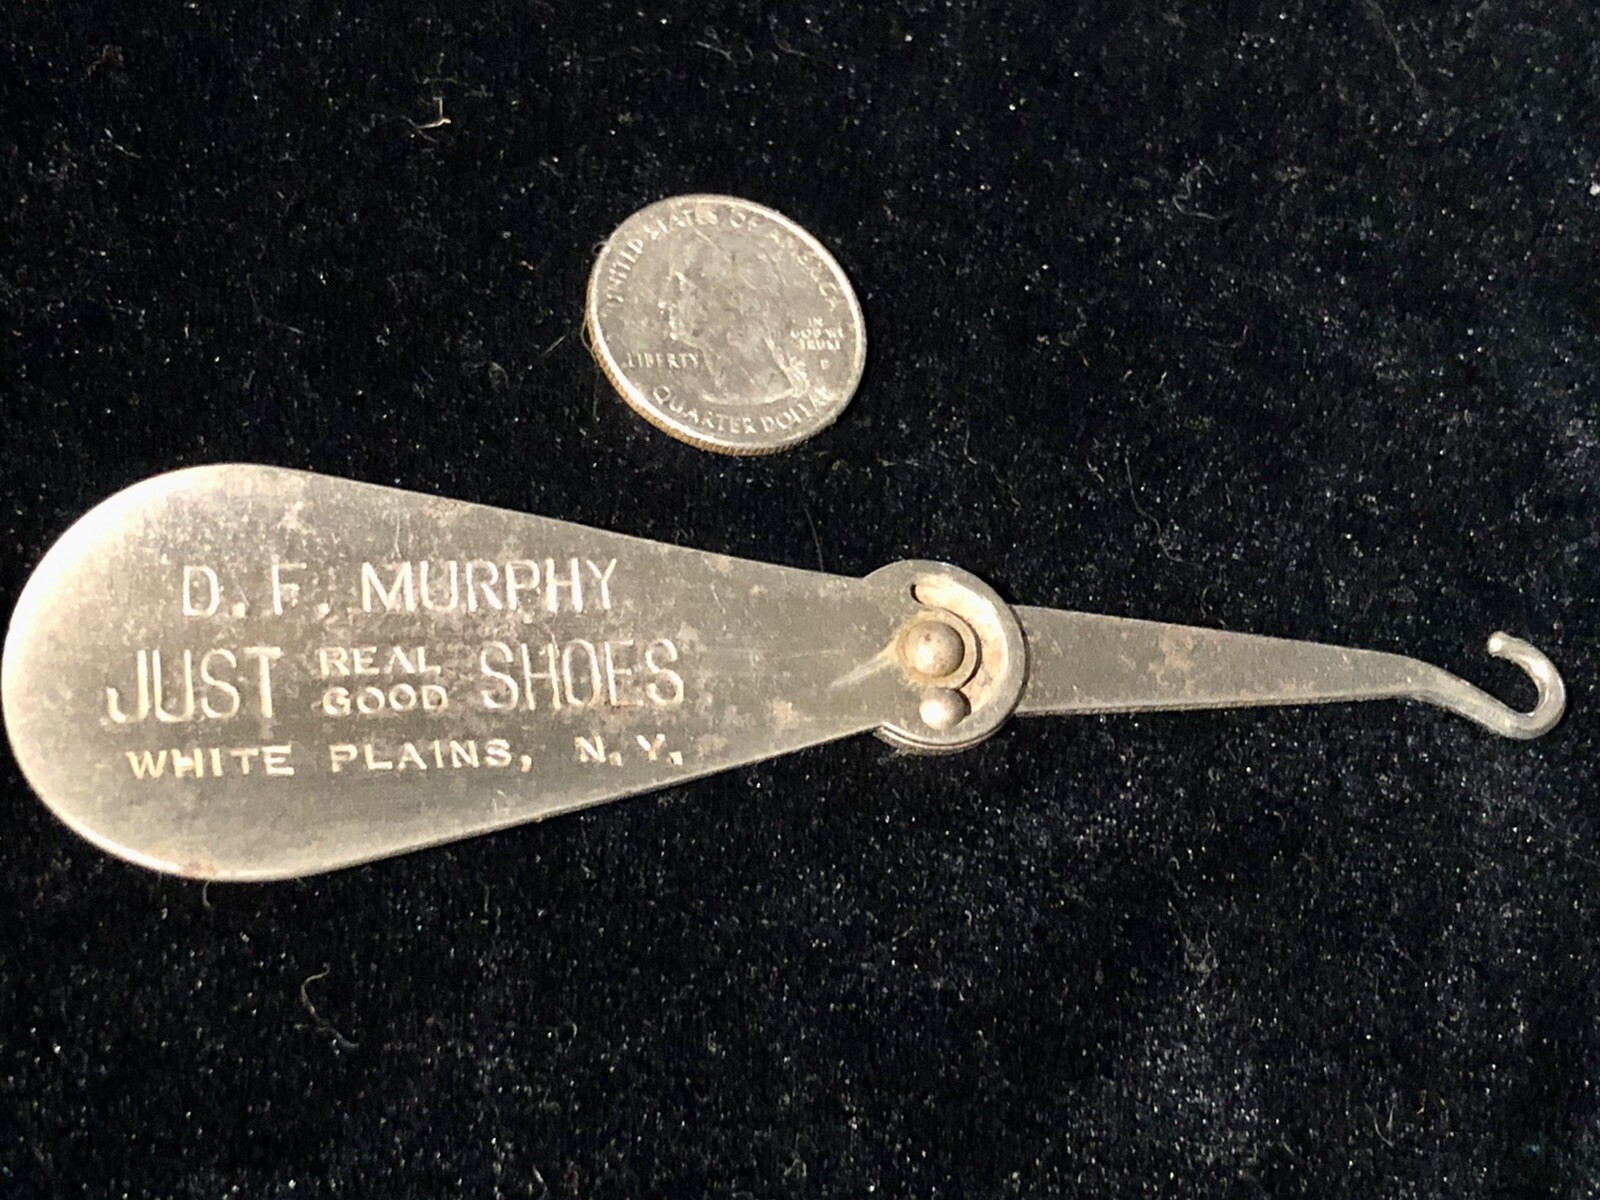 UNITED STATES OF AMERICA
LIBERTY
IN
GOD WE
TRUST
P
QUARTER DOLLAR
D. F. MURPHY
JUST REAL GOOD SHOES
WHITE PLAINS, N.Y.